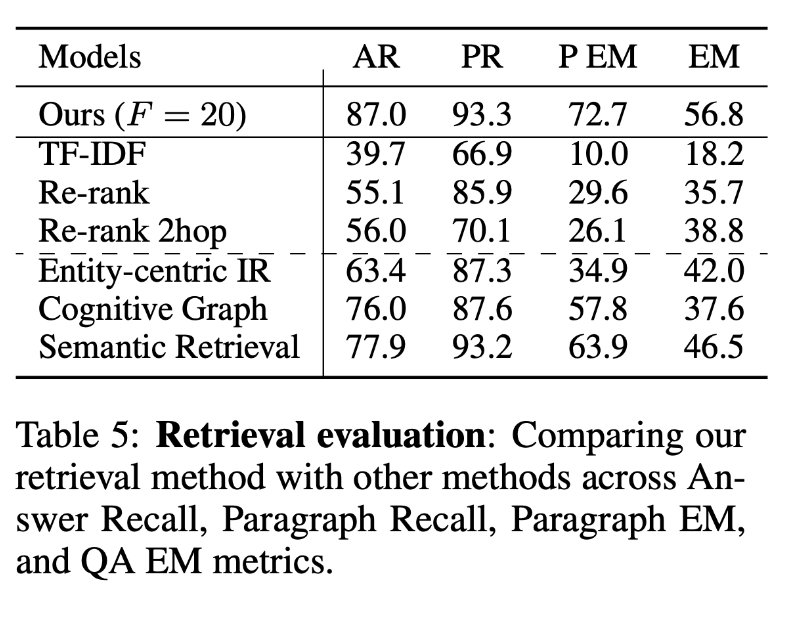 Models AR PR P EM EM
Ours (F = 20) 87.0 93.3 72.7 56.8
TF-IDF 39.7 66.9 10.0 18.2
Re-rank 55.1 85.9 29.6 35.7
Re-rank 2hop 56.0 70.1 26.1 38.8
Entity-centric IR 63.4 87.3 34.9 42.0
Cognitive Graph 76.0 87.6 57.8 37.6
Semantic Retrieval 77.9 93.2 63.9 46.5
Table 5: Retrieval evaluation: Comparing our
retrieval method with other methods across An-
swer Recall, Paragraph Recall, Paragraph EM,
and QA EM metrics.